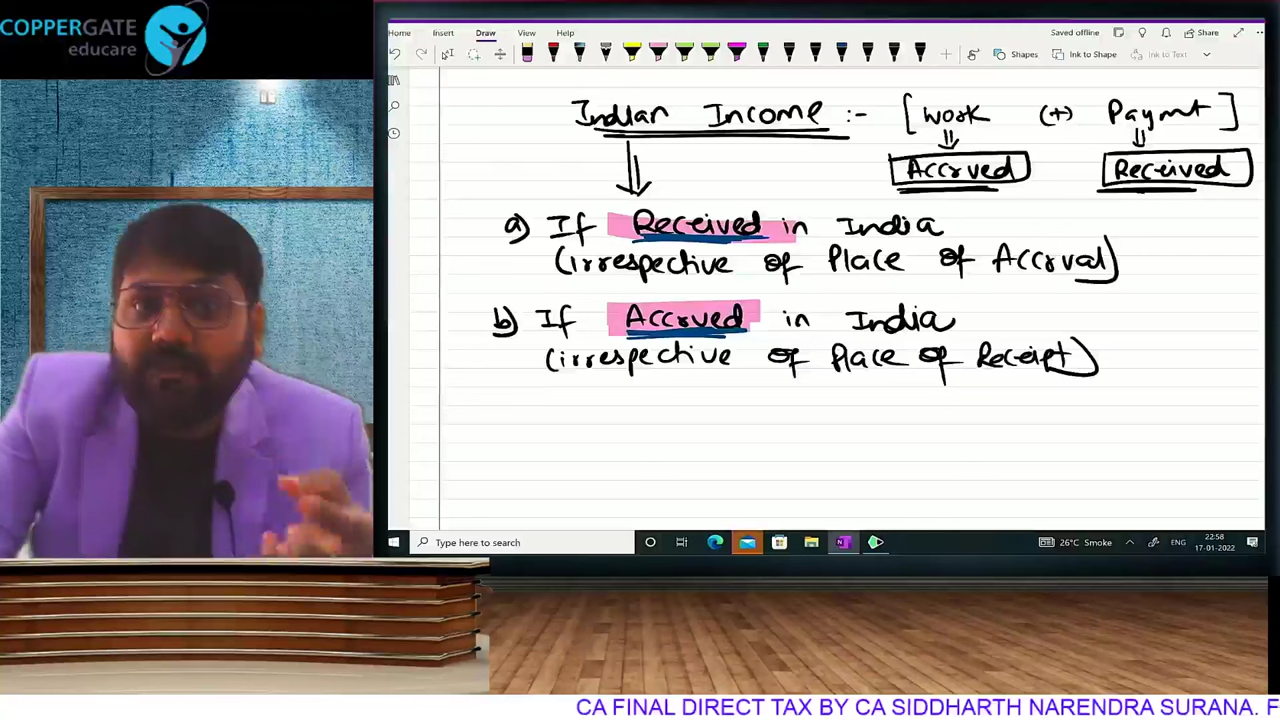 COPPERGATE
educare
Home Insert Draw View Help
Saved offline
Share
Shapes
Ink to Shape
Ink to Text
Indian Income :- [Work (+) Paymt]
Accrued Received
a) If Received in India
(irrespective of Place of Accrual)
b) If Accrued in India
(irrespective of Place of Receipt)
Type here to search
26°C Smoke
ENG
22:58
17-01-2022
CA FINAL DIRECT TAX BY CA SIDDHARTH NARENDRA SURANA. F